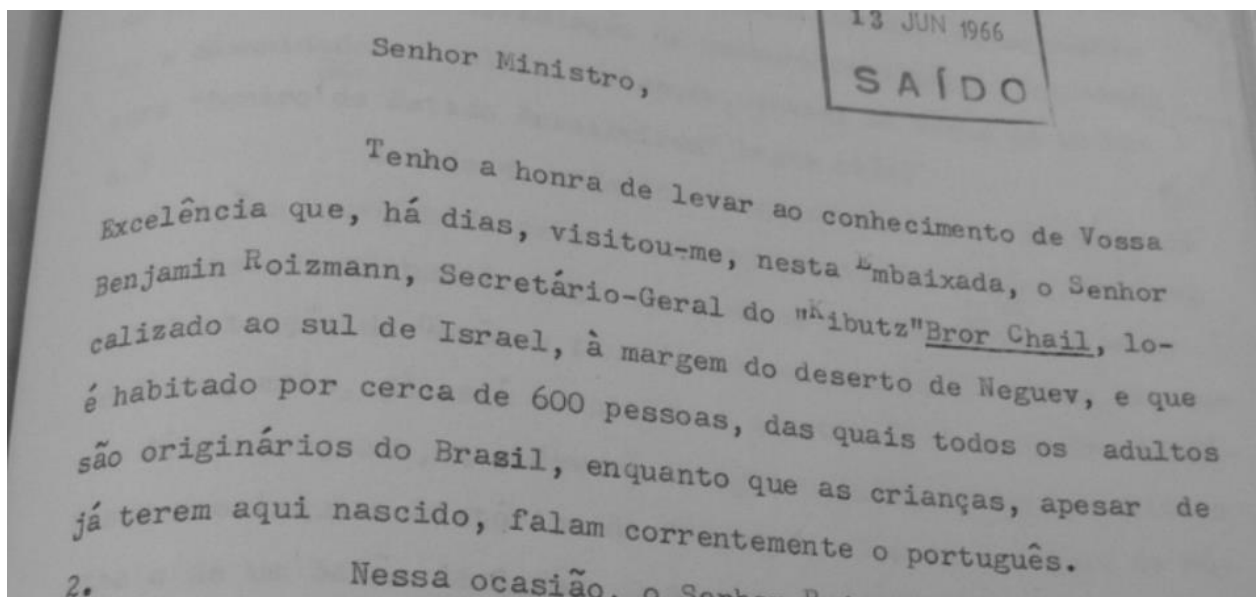 13 JUN 1966
SAÍDO
Senhor Ministro,
Tenho a honra de levar ao conhecimento de Vossa
Excelência que, há dias, visitou-me, nesta Embaixada, o Senhor
Benjamin Roizmann, Secretário-Geral do "Kibutz"Bror Chail, lo-
calizado ao sul de Israel, à margem do deserto de Neguev, e que
é habitado por cerca de 600 pessoas, das quais todos os adultos
são originários do Brasil, enquanto que as crianças, apesar de
já terem aqui nascido, falam correntemente o português.
2. Nessa ocasião, o Senhor